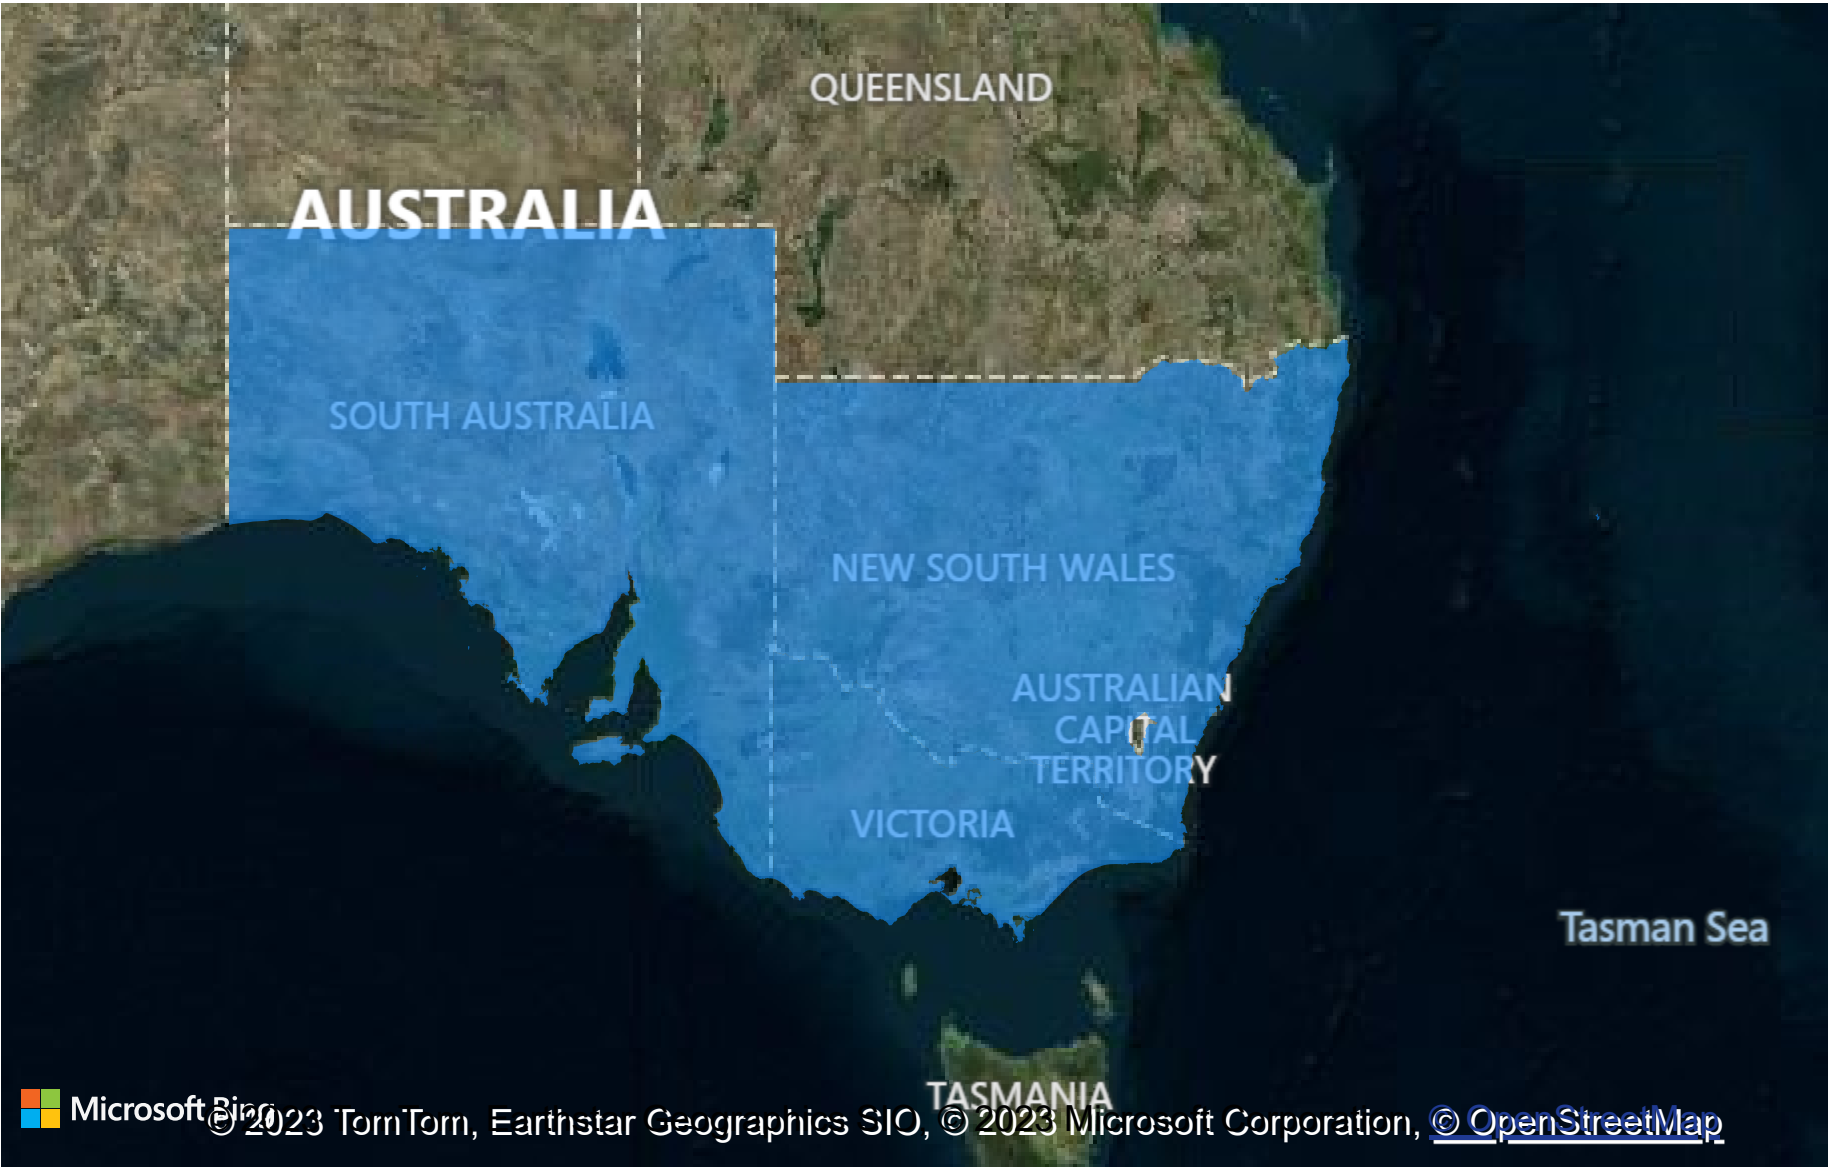 QUEENSLAND
AUSTRALIA
SOUTH AUSTRALIA
NEW SOUTH WALES
AUSTRALIAN
CAPITAL
TERRITORY
VICTORIA
Tasman Sea
TASMANIA
Microsoft Bing
© 2023 TomTom, Earthstar Geographics SIO, © 2023 Microsoft Corporation, © OpenStreetMap